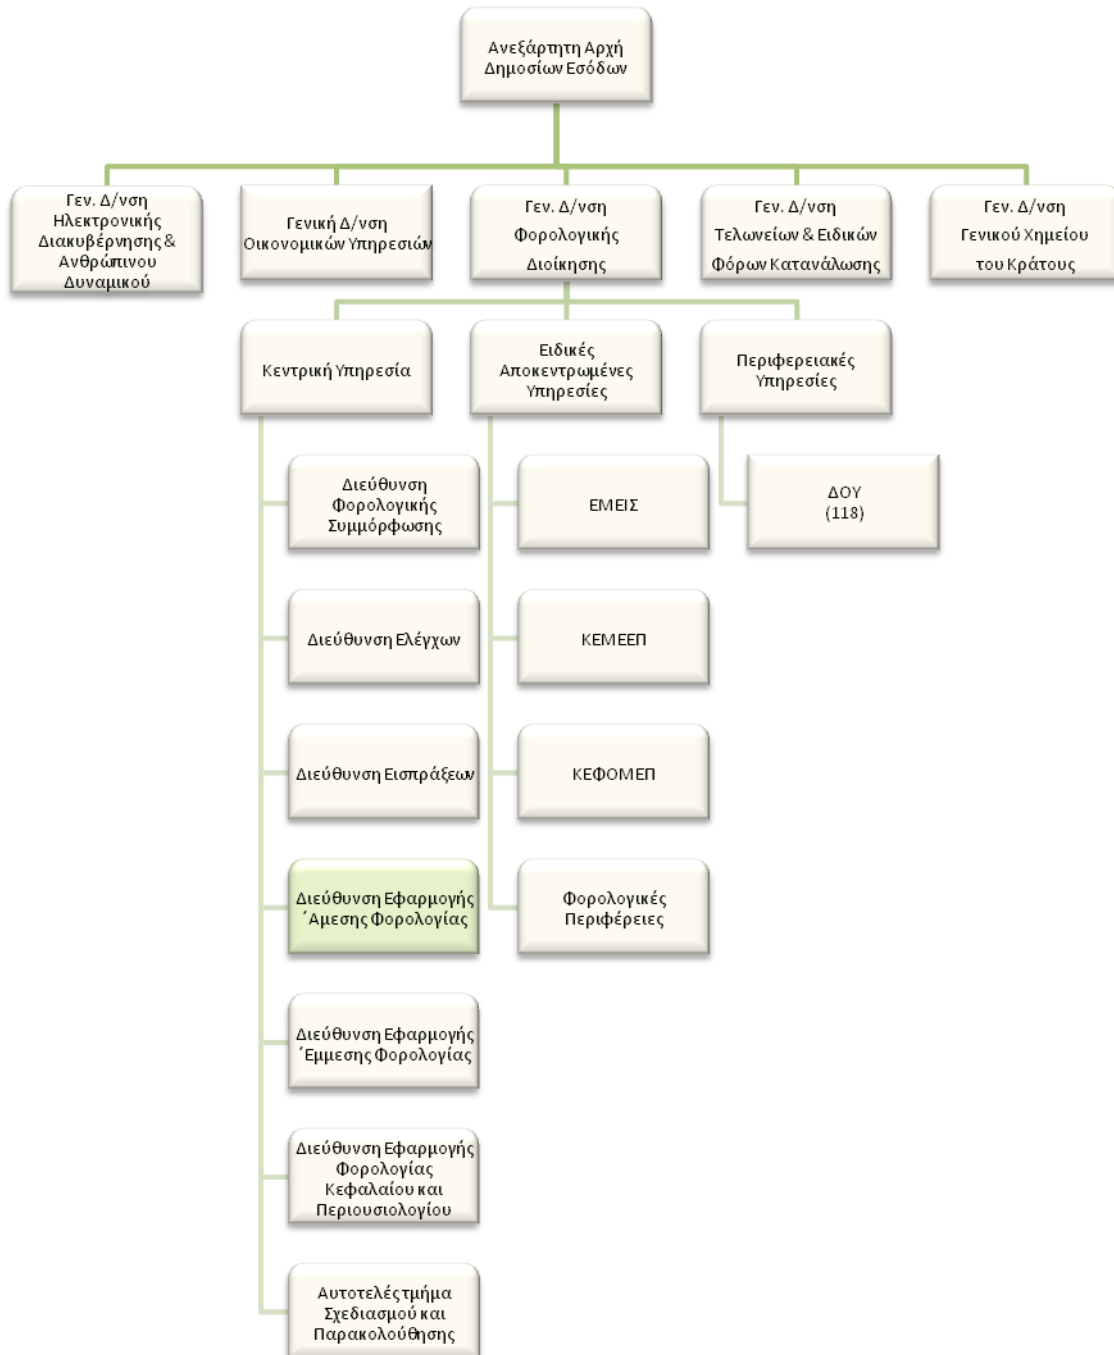 Ανεξάρτητη Αρχή
Δημοσίων Εσόδων
Γεν. Δ/νση
Ηλεκτρονικής
Διακυβέρνησης &
Ανθρώπινου
Δυναμικού
Γενική Δ/νση
Οικονομικών Υπηρεσιών
Γεν. Δ/νση
Φορολογικής
Διοίκησης
Γεν. Δ/νση
Τελωνείων & Ειδικών
Φόρων Κατανάλωσης
Γεν. Δ/νση
Γενικού Χημείου
του Κράτους
Κεντρική Υπηρεσία
Ειδικές
Αποκεντρωμένες
Υπηρεσίες
Περιφερειακές
Υπηρεσίες
Διεύθυνση
Φορολογικής
Συμμόρφωσης
ΕΜΕΙΣ
ΔΟΥ
(118)
Διεύθυνση Ελέγχων
ΚΕΜΕΕΠ
Διεύθυνση Εισπράξεων
ΚΕΦΟΜΕΠ
Διεύθυνση Εφαρμογής
΄Αμεσης Φορολογίας
Φορολογικές
Περιφέρειες
Διεύθυνση Εφαρμογής
΄Εμμεσης Φορολογίας
Διεύθυνση Εφαρμογής
Φορολογίας
Κεφαλαίου και
Περιουσιολογίου
Αυτοτελές τμήμα
Σχεδιασμού και
Παρακολούθησης